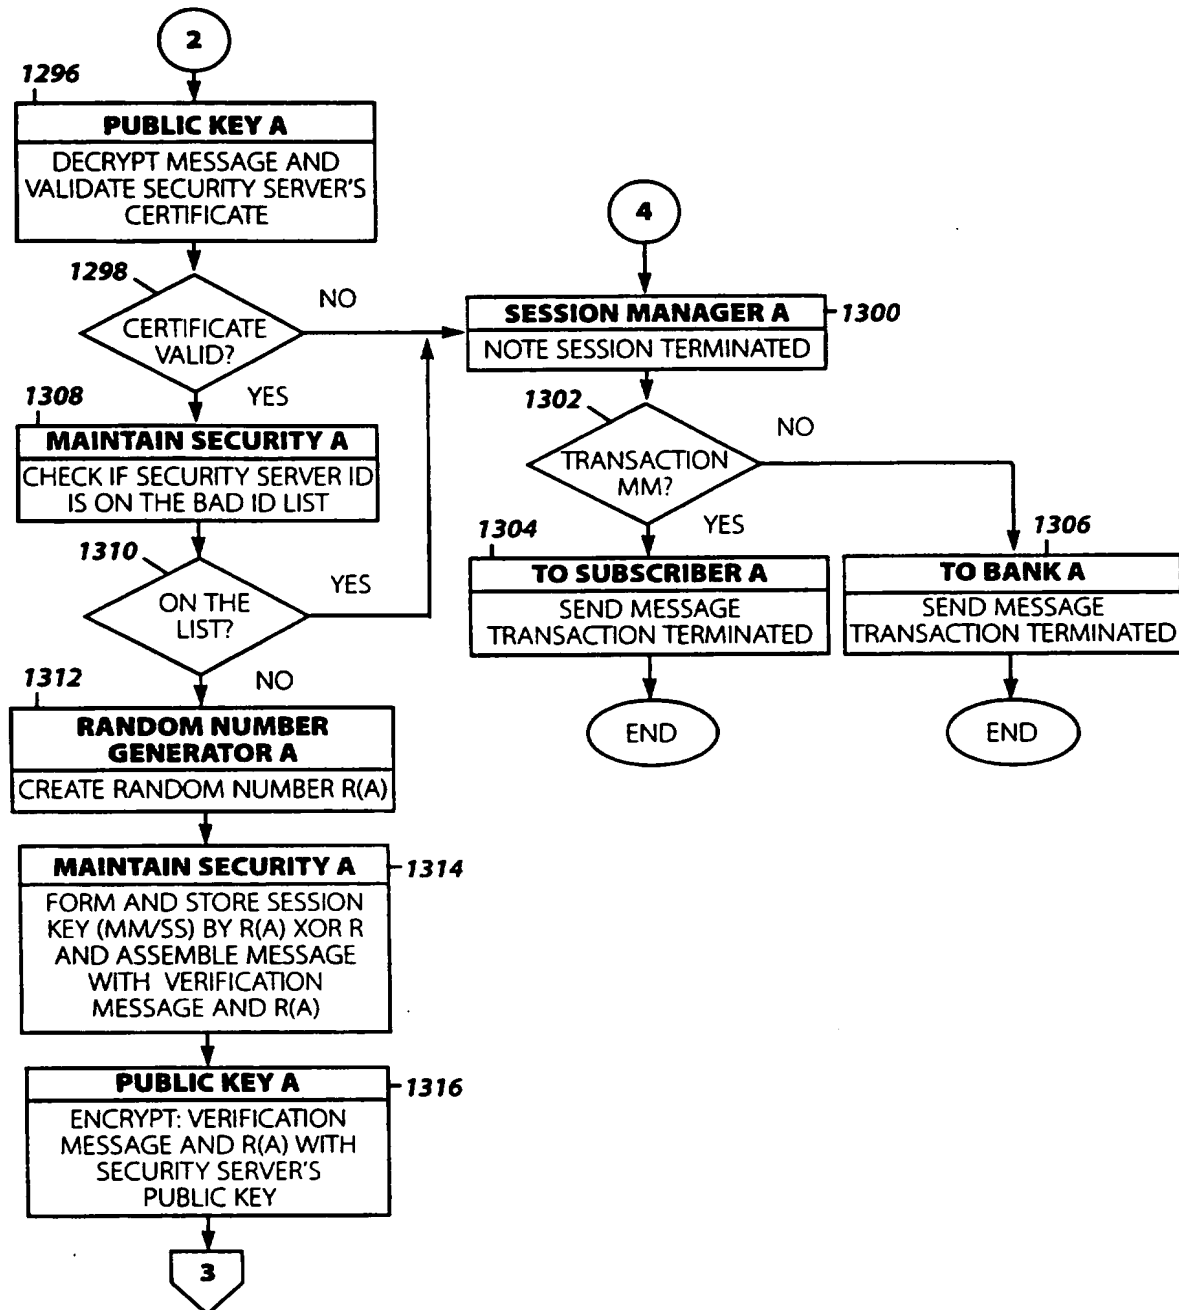 2
1296
PUBLIC KEY A
DECRYPT MESSAGE AND
VALIDATE SECURITY SERVER'S
CERTIFICATE
1298
CERTIFICATE
VALID?
NO
YES
1308
MAINTAIN SECURITY A
CHECK IF SECURITY SERVER ID
IS ON THE BAD ID LIST
1310
ON THE
LIST?
YES
NO
1312
RANDOM NUMBER
GENERATOR A
CREATE RANDOM NUMBER R(A)
MAINTAIN SECURITY A
1314
FORM AND STORE SESSION
KEY (MM/SS) BY R(A) XOR R
AND ASSEMBLE MESSAGE
WITH VERIFICATION
MESSAGE AND R(A)
PUBLIC KEY A
1316
ENCRYPT: VERIFICATION
MESSAGE AND R(A) WITH
SECURITY SERVER'S
PUBLIC KEY
3
4
SESSION MANAGER A
1300
NOTE SESSION TERMINATED
1302
TRANSACTION
MM?
NO
YES
1304
TO SUBSCRIBER A
SEND MESSAGE
TRANSACTION TERMINATED
END
1306
TO BANK A
SEND MESSAGE
TRANSACTION TERMINATED
END